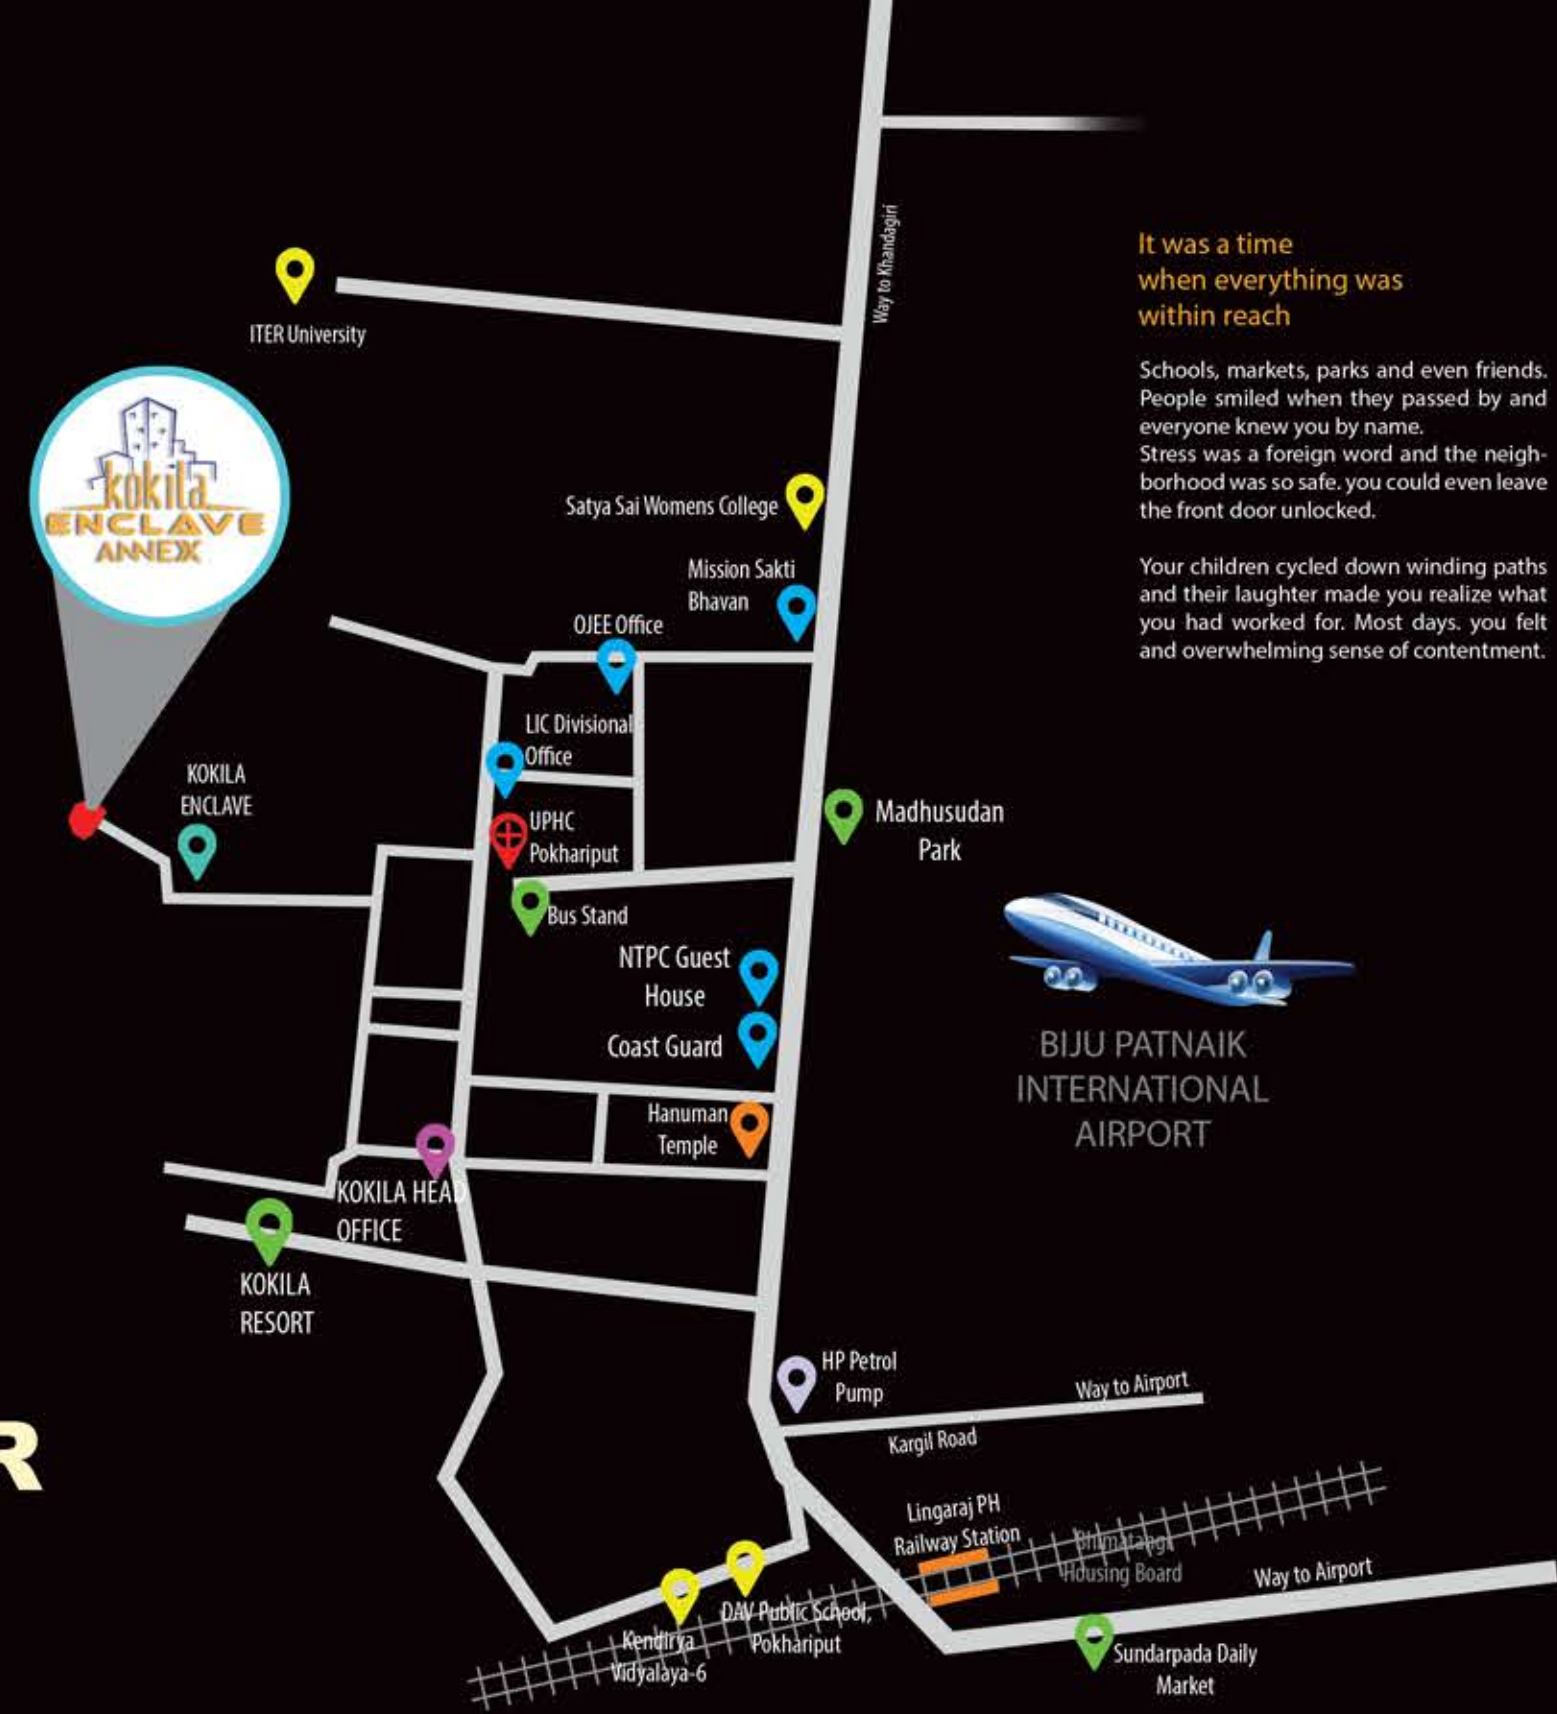 Way to Khandagiri
It was a time
when everything was
within reach
ITER University
Schools, markets, parks and even friends.
People smiled when they passed by and
everyone knew you by name.
Stress was a foreign word and the neigh-
borhood was so safe. you could even leave
the front door unlocked.
kokila
ENCLAVE
ANNEX
Satya Sai Womens College
Your children cycled down winding paths
and their laughter made you realize what
you had worked for. Most days. you felt
and overwhelming sense of contentment.
Mission Sakti
Bhavan
OJEE Office
LIC Divisional
Office
KOKILA
ENCLAVE
UPHC
Pokhariput
Madhusudan
Park
Bus Stand
NTPC Guest
House
Coast Guard
BIJU PATNAIK
INTERNATIONAL
AIRPORT
Hanuman
Temple
KOKILA HEAD
OFFICE
KOKILA
RESORT
HP Petrol
Pump
Way to Airport
Kargil Road
R
Lingaraj PH
Railway Station
Bhimatangi
Housing Board
Way to Airport
DAV Public School,
Pokhariput
Kendirya
Vidyalaya-6
Sundarpada Daily
Market